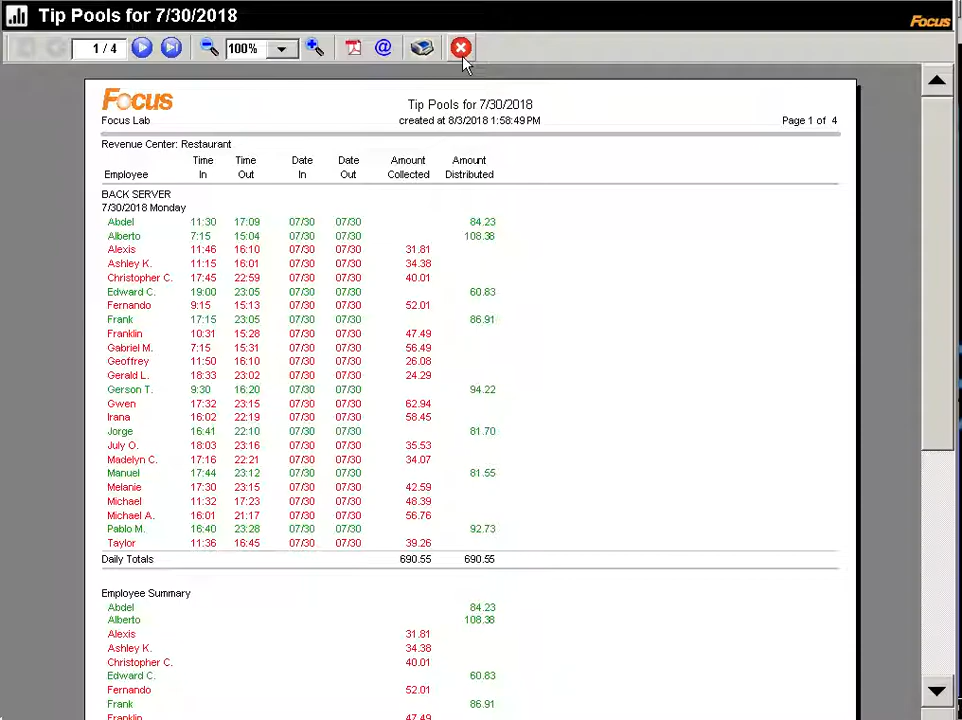 Tip Pools for 7/30/2018
Focus
1 / 4 100% @
Focus
Tip Pools for 7/30/2018
Focus Lab created at 8/3/2018 1:58:49PM Page 1 of 4
Revenue Center: Restaurant
Time Time Date Date Amount Amount
Employee In Out In Out Collected Distributed
BACK SERVER
7/30/2018 Monday
Abdel 11:30 17:09 07/30 07/30 84.23
Alberto 7:15 15:04 07/30 07/30 108.38
Alexis 11:46 16:10 07/30 07/30 31.81
Ashley K. 11:15 16:01 07/30 07/30 34.38
Christopher C. 17:45 22:59 07/30 07/30 40.01
Edward C. 19:00 23:05 07/30 07/30 60.83
Fernando 9:15 15:13 07/30 07/30 52.01
Frank 17:15 23:05 07/30 07/30 86.91
Franklin 10:31 15:28 07/30 07/30 47.49
Gabriel M. 7:15 15:31 07/30 07/30 56.49
Geoffrey 11:50 16:10 07/30 07/30 26.08
Gerald L. 18:33 23:02 07/30 07/30 24.29
Gerson T. 9:30 16:20 07/30 07/30 94.22
Gwen 17:32 23:15 07/30 07/30 62.94
Irana 16:02 22:19 07/30 07/30 58.45
Jorge 16:41 22:10 07/30 07/30 81.70
July O. 18:03 23:16 07/30 07/30 35.53
Madelyn C. 17:16 22:21 07/30 07/30 34.07
Manuel 17:44 23:12 07/30 07/30 81.55
Melanie 17:30 23:15 07/30 07/30 42.59
Michael 11:32 17:23 07/30 07/30 48.39
Michael A. 16:01 21:17 07/30 07/30 56.76
Pablo M. 16:40 23:28 07/30 07/30 92.73
Taylor 11:36 16:45 07/30 07/30 39.26
Daily Totals 690.55 690.55
Employee Summary
Abdel 84.23
Alberto 108.38
Alexis 31.81
Ashley K. 34.38
Christopher C. 40.01
Edward C. 60.83
Fernando 52.01
Frank 86.91
Franklin 47.49